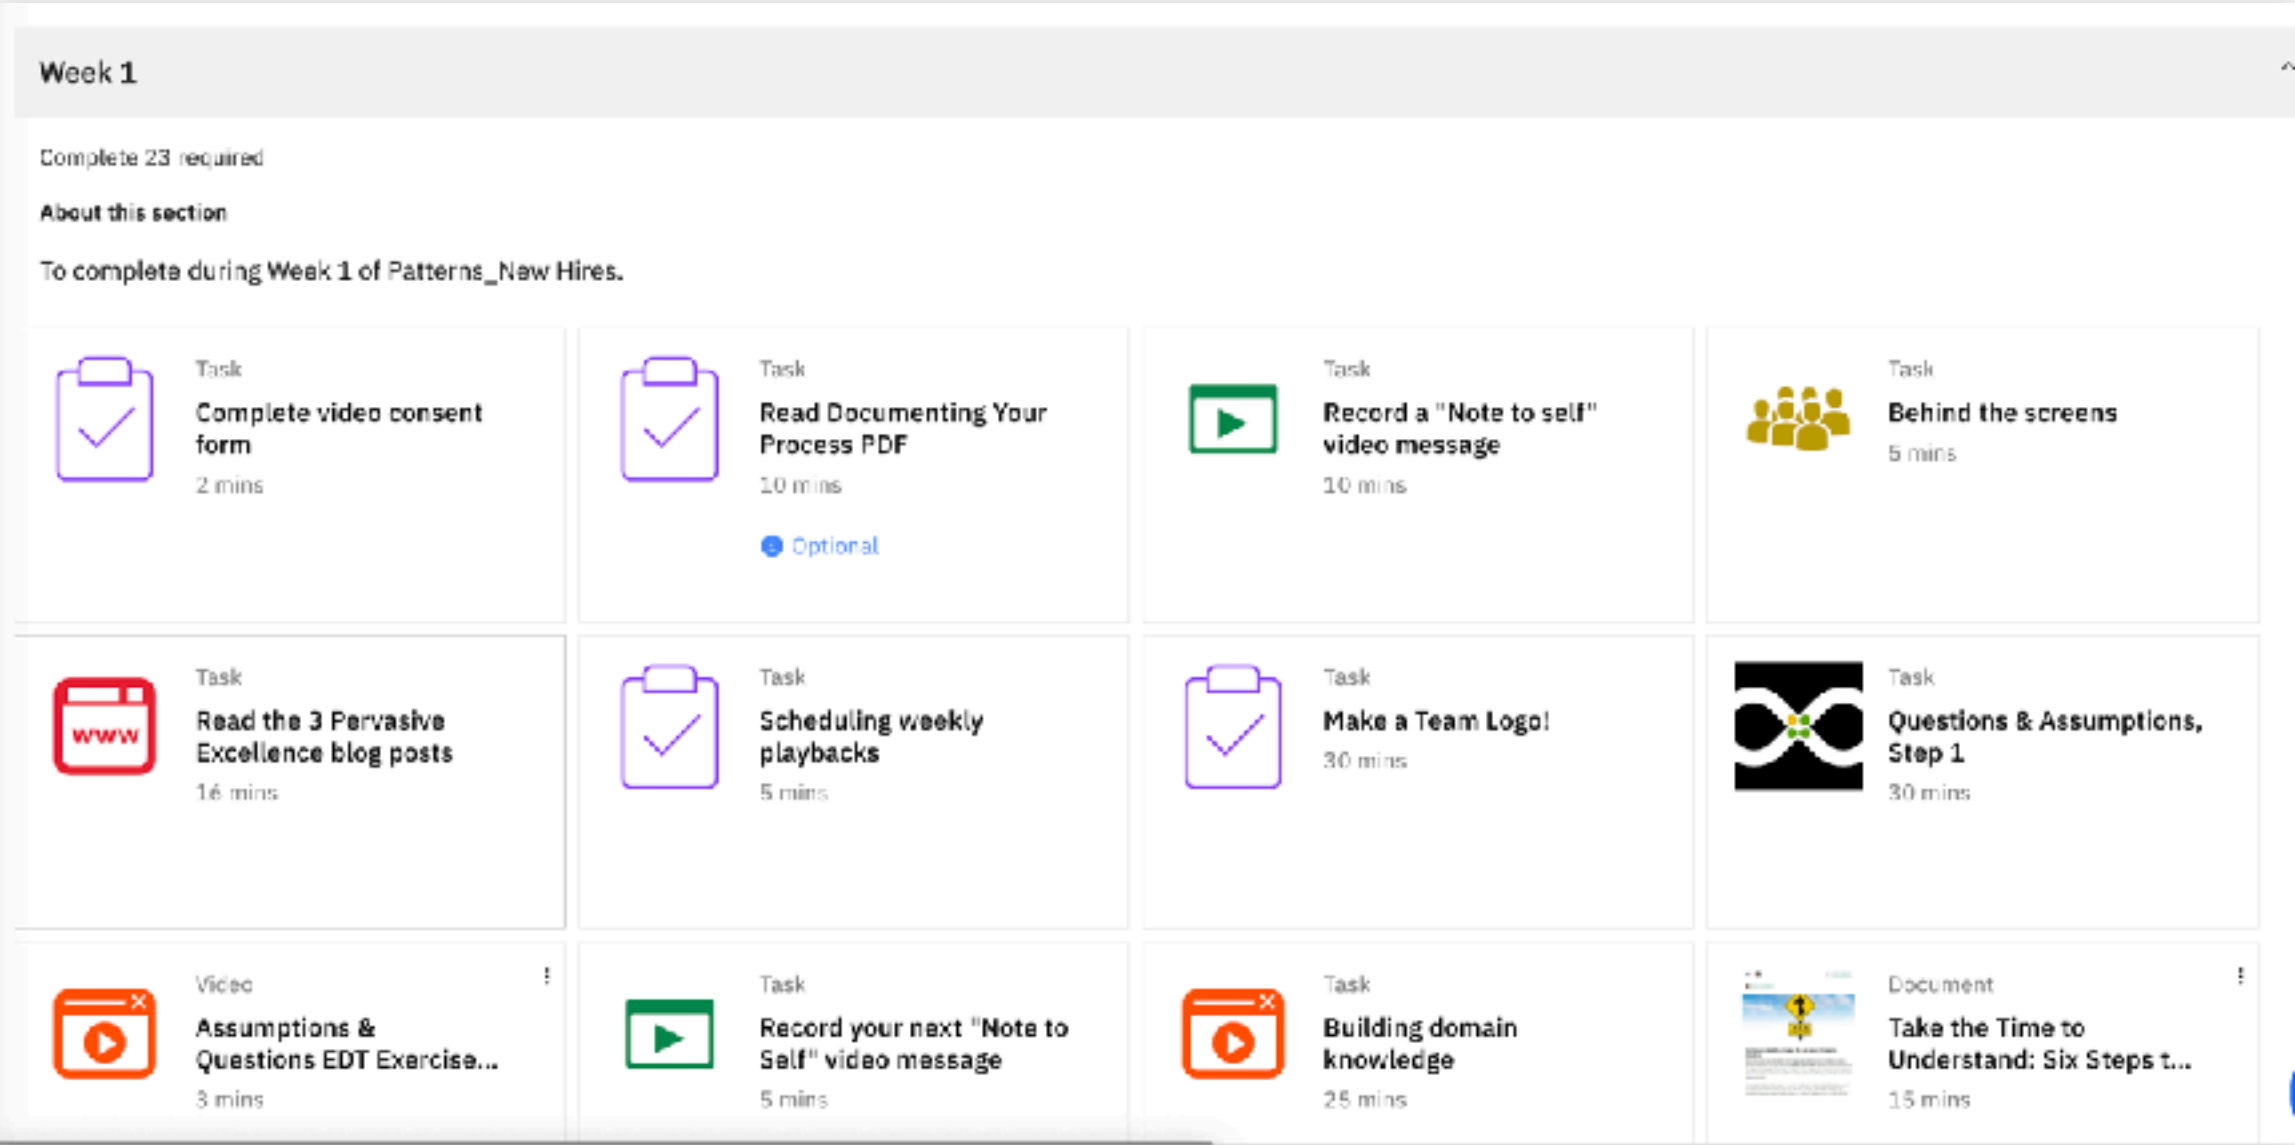 Week 1
Complete 23 required
About this section
To complete during Week 1 of Patterns_New Hires.
Task
Complete video consent
form
2 mins
Task
Read Documenting Your
Process PDF
10 mins
Optional
Task
Record a "Note to self"
video message
10 mins
Task
Behind the screens
5 mins
www
Task
Read the 3 Pervasive
Excellence blog posts
16 mins
Task
Scheduling weekly
playbacks
5 mins
Task
Make a Team Logo!
30 mins
Task
Questions & Assumptions,
Step 1
30 mins
Video
Assumptions &
Questions EDT Exercise...
3 mins
Task
Record your next "Note to
Self" video message
5 mins
Task
Building domain
knowledge
25 mins
Document
Take the Time to
Understand: Six Steps t...
15 mins